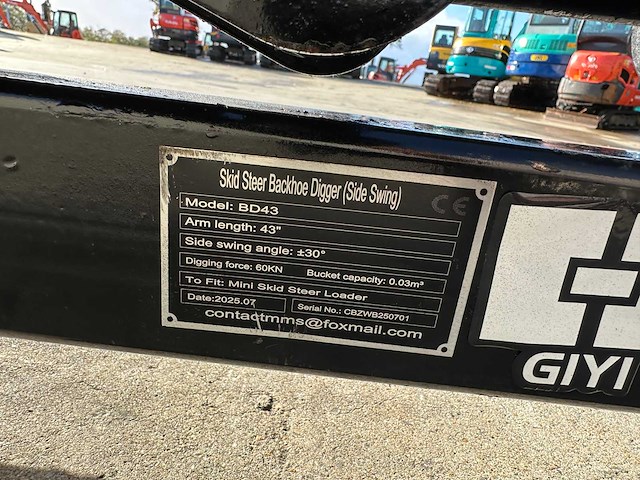 Skid Steer Backhoe Digger (Side Swing)
CE
Model: BD43
Arm length: 43"
Side swing angle: ±30°
Digging force: 60KN Bucket capacity: 0.03m³
To Fit: Mini Skid Steer Loader
Date:2025.07 Serial No.: CBZWB250701
contactmms@foxmail.com
GIYI